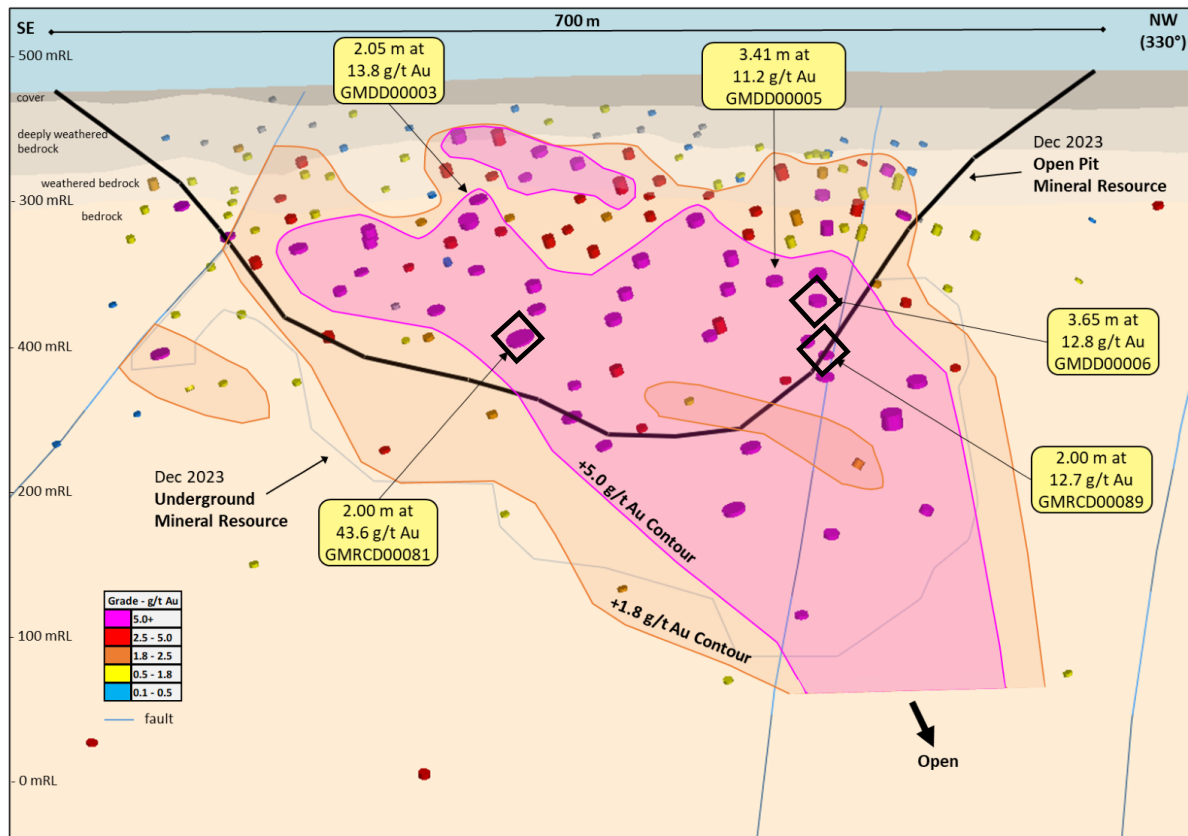 SE
700 m
NW
(330°)
- 500 mRL
cover
deeply weathered
bedrock
weathered bedrock
- 300 mRL
bedrock
- 400 mRL
- 200 mRL
- 100 mRL
- 0 mRL
2.05 m at
13.8 g/t Au
GMDD00003
3.41 m at
11.2 g/t Au
GMDD00005
Dec 2023
Open Pit
Mineral Resource
3.65 m at
12.8 g/t Au
GMDD00006
2.00 m at
12.7 g/t Au
GMRCD00089
Dec 2023
Underground
Mineral Resource
2.00 m at
43.6 g/t Au
GMRCD00081
+5.0 g/t Au Contour
+1.8 g/t Au Contour
Grade - g/t Au
5.0+
2.5 - 5.0
1.8 - 2.5
0.5 - 1.8
0.1 - 0.5
fault
Open